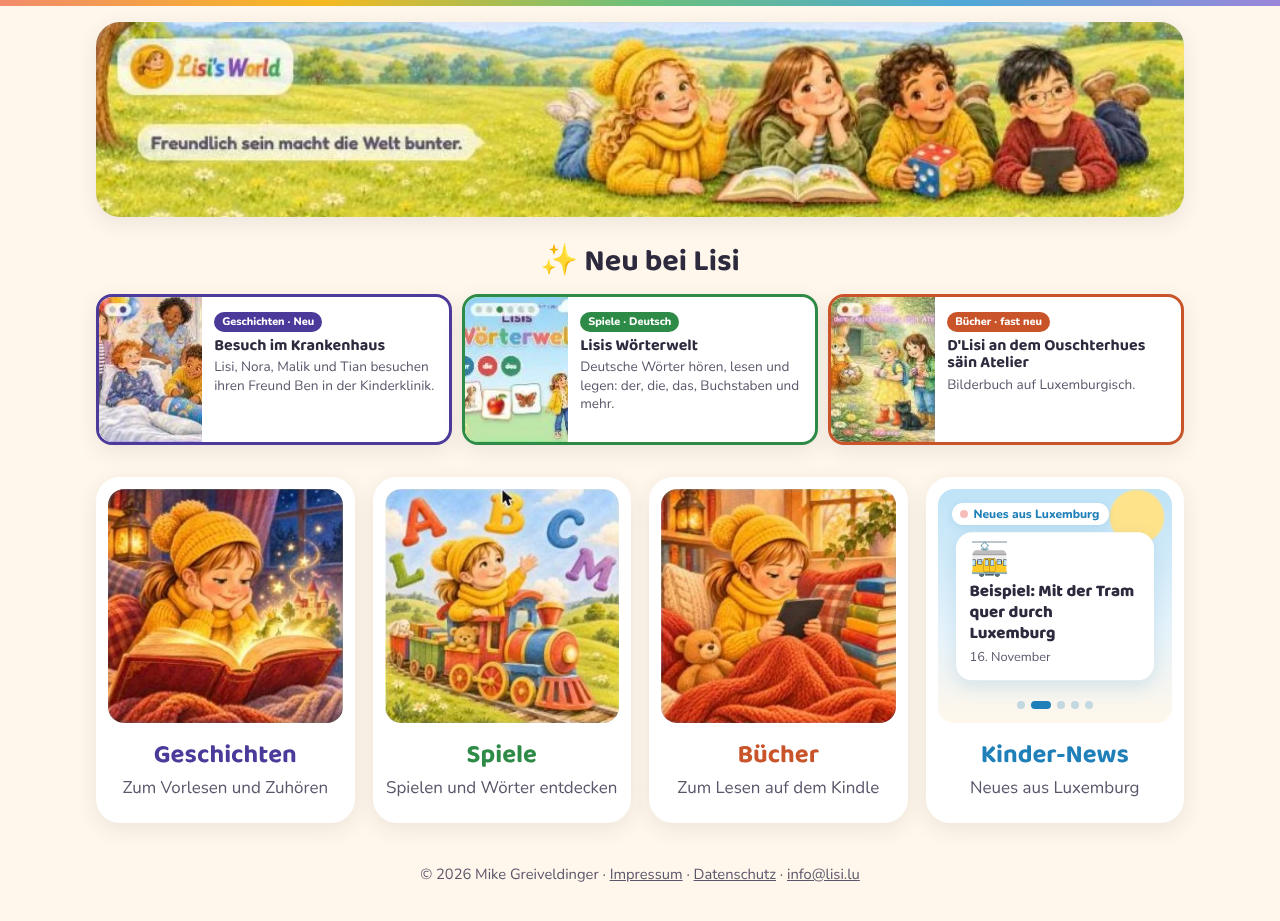 Lisi's World
Freundlich sein macht die Welt bunter.
✨ Neu bei Lisi
Geschichten · Neu
Besuch im Krankenhaus
Lisi, Nora, Malik und Tian besuchen
ihren Freund Ben in der Kinderklinik.
Spiele · Deutsch
Lisis Wörterwelt
Deutsche Wörter hören, lesen und
legen: der, die, das, Buchstaben und
mehr.
Bücher · fast neu
D'Lisi an dem Ouschterhues
säin Atelier
Bilderbuch auf Luxemburgisch.
A B C
L M
Neues aus Luxemburg
Beispiel: Mit der Tram
quer durch
Luxemburg
16. November
Geschichten
Zum Vorlesen und Zuhören
Spiele
Spielen und Wörter entdecken
Bücher
Zum Lesen auf dem Kindle
Kinder-News
Neues aus Luxemburg
© 2026 Mike Greiveldinger · Impressum · Datenschutz · info@lisi.lu